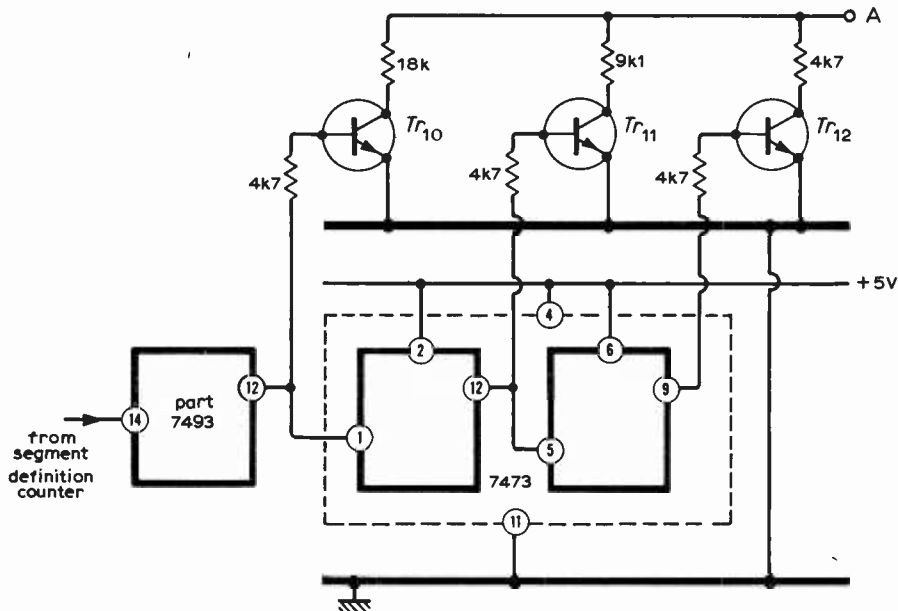 A
18k
9k1
4k7
Tr10
Tr11
Tr12
4k7
4k7
4k7
+5V
4
2
6
14
part
7493
12
1
12
5
9
from
segment
definition
counter
7473
11